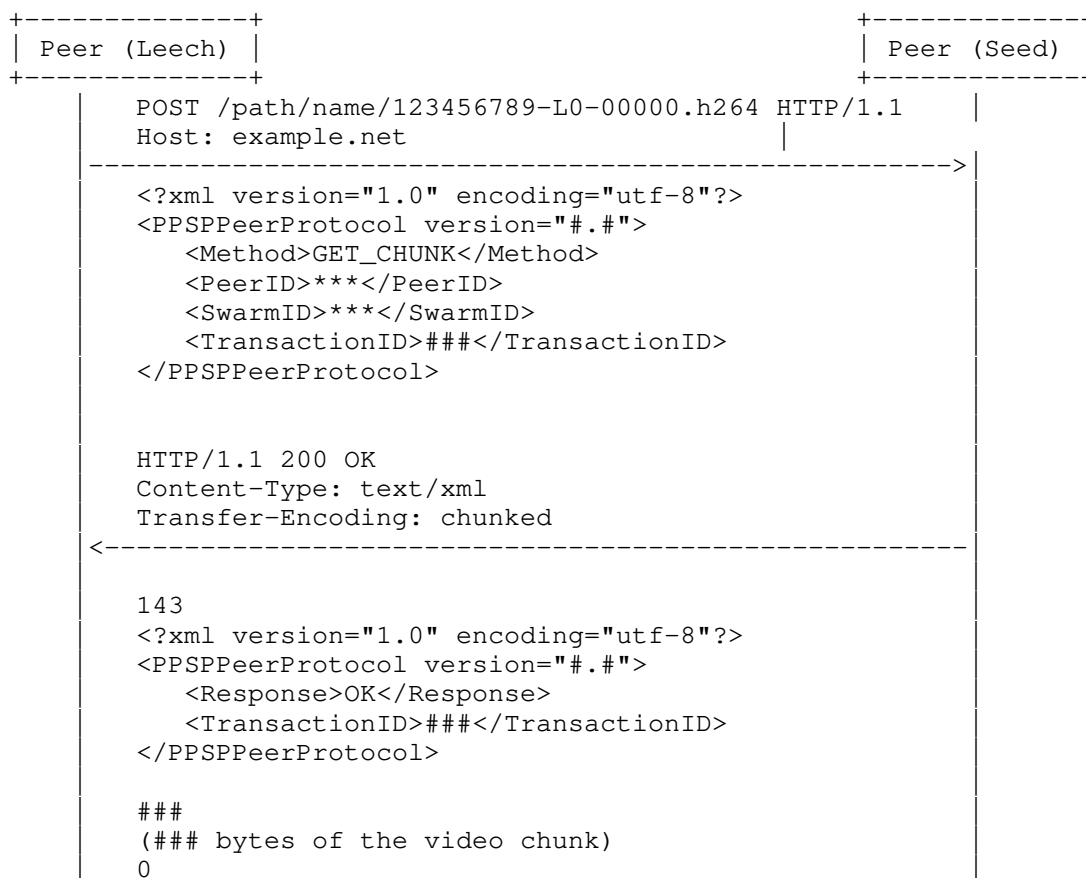 +--------------+                                     +--------------
| Peer (Leech) |                                     | Peer (Seed)
+--------------+                                     +--------------
    |   POST /path/name/123456789-L0-00000.h264 HTTP/1.1    |
    |   Host: example.net                       |
    |------------------------------------------------------>|
    |   <?xml version="1.0" encoding="utf-8"?>              |
    |   <PPSPPeerProtocol version="#.#">                    |
    |      <Method>GET_CHUNK</Method>                       |
    |      <PeerID>***</PeerID>                             |
    |      <SwarmID>***</SwarmID>                           |
    |      <TransactionID>###</TransactionID>               |
    |   </PPSPPeerProtocol>                                 |
    |                                                       |
    |                                                       |
    |   HTTP/1.1 200 OK                                     |
    |   Content-Type: text/xml                              |
    |   Transfer-Encoding: chunked                          |
    |<------------------------------------------------------|
    |                                                       |
    |   143                                                 |
    |   <?xml version="1.0" encoding="utf-8"?>              |
    |   <PPSPPeerProtocol version="#.#">                    |
    |      <Response>OK</Response>                          |
    |      <TransactionID>###</TransactionID>               |
    |   </PPSPPeerProtocol>                                 |
    |                                                       |
    |   ###                                                 |
    |   (### bytes of the video chunk)                      |
    |   0                                                   |